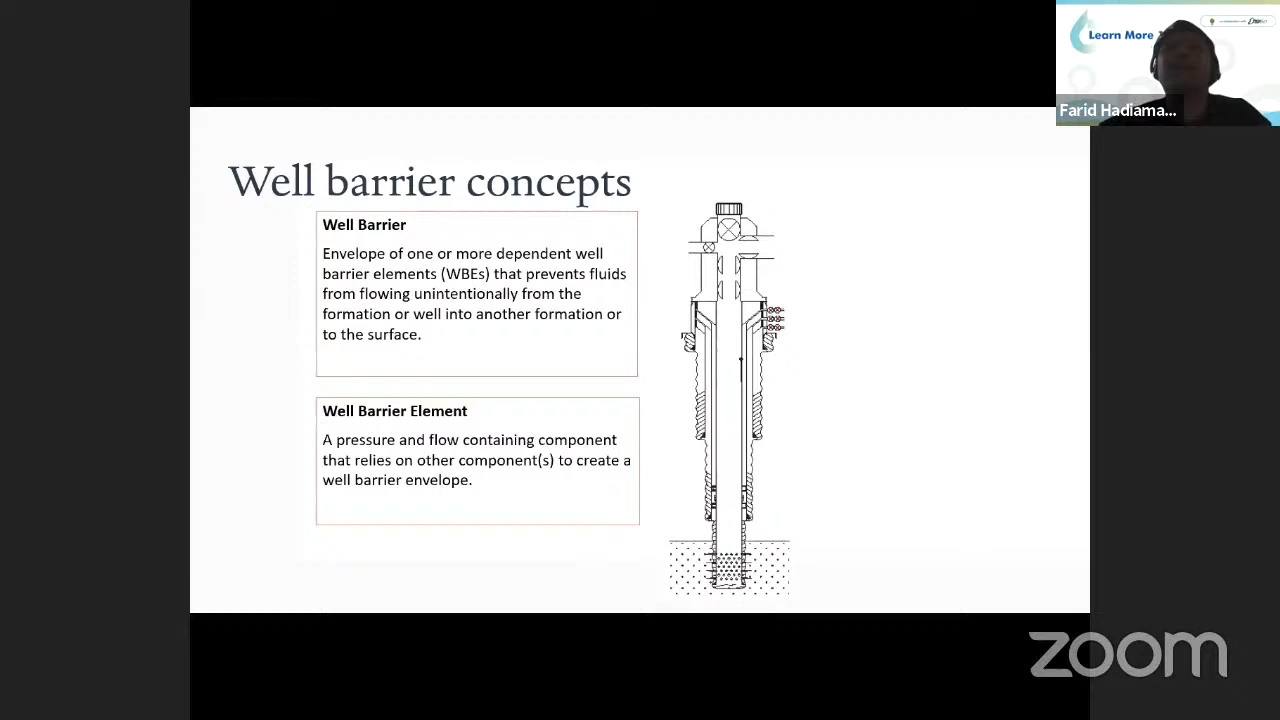 Learn More
Farid Hadiama...
Well barrier concepts
Well Barrier
Envelope of one or more dependent well
barrier elements (WBEs) that prevents fluids
from flowing unintentionally from the
formation or well into another formation or
to the surface.
Well Barrier Element
A pressure and flow containing component
that relies on other component(s) to create a
well barrier envelope.
zoom